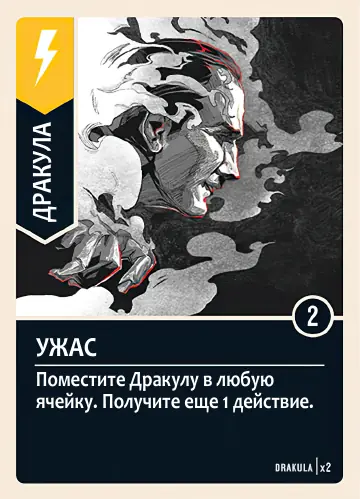 ДРАКУЛА
2
УЖАС
Поместите Дракулу в любую
ячейку. Получите еще 1 действие.
DRAKULA | x2